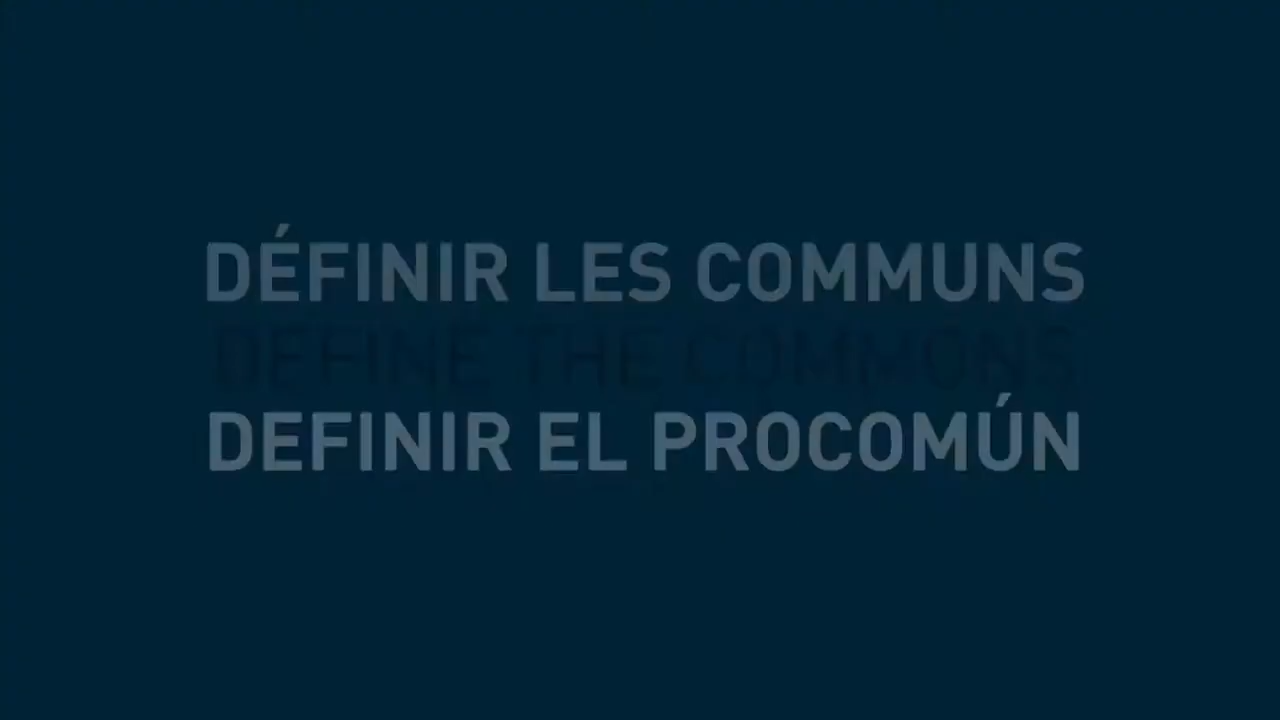 DÉFINIR LES COMMUNS
DEFINE THE COMMONS
DEFINIR EL PROCOMÚN